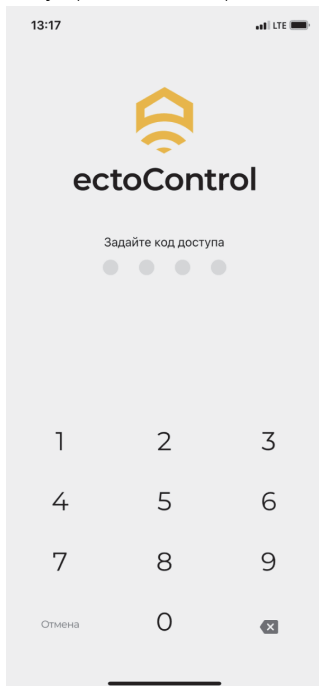 13:17 LTE
ectoControl
Задайте код доступа
1 2 3
4 5 6
7 8 9
Отмена 0